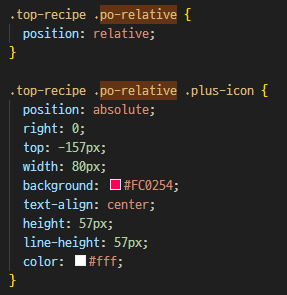 .top-recipe .po-relative {
position: relative;
}
.top-recipe .po-relative .plus-icon {
position: absolute;
right: 0;
top: -157px;
width: 80px;
background: #FC0254;
text-align: center;
height: 57px;
line-height: 57px;
color: #fff;
}